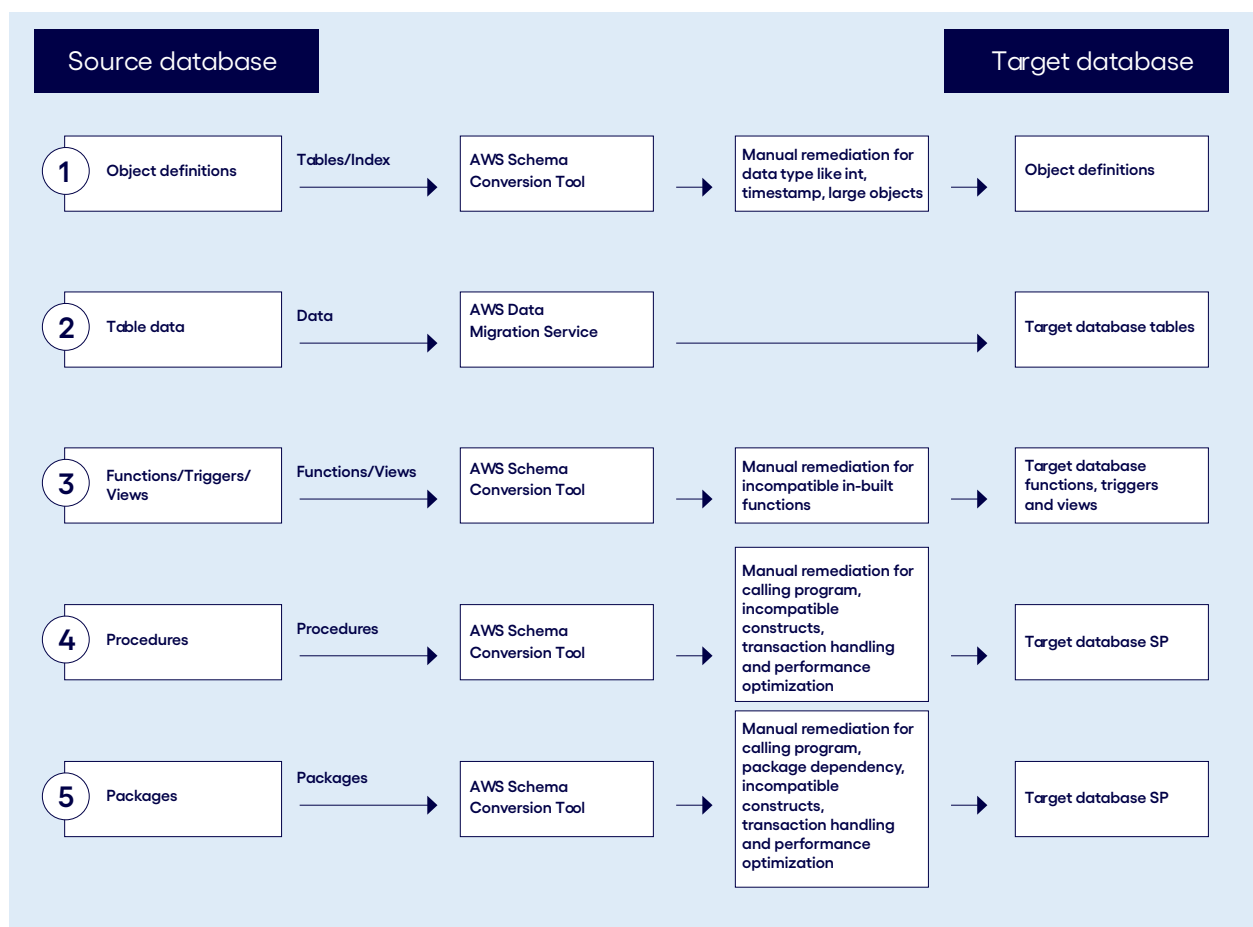 Source database
Target database
1
Object definitions
Tables/Index
AWS Schema
Conversion Tool
Manual remediation for
data type like int,
timestamp, large objects
Object definitions
2
Table data
Data
AWS Data
Migration Service
Target database tables
3
Functions/Triggers/
Views
Functions/Views
AWS Schema
Conversion Tool
Manual remediation for
incompatible in-built
functions
Target database
functions, triggers
and views
4
Procedures
Procedures
AWS Schema
Conversion Tool
Manual remediation for
calling program,
incompatible
constructs,
transaction handling
and performance
optimization
Target database SP
5
Packages
Packages
AWS Schema
Conversion Tool
Manual remediation for
calling program,
package dependency,
incompatible
constructs,
transaction handling
and performance
optimization
Target database SP